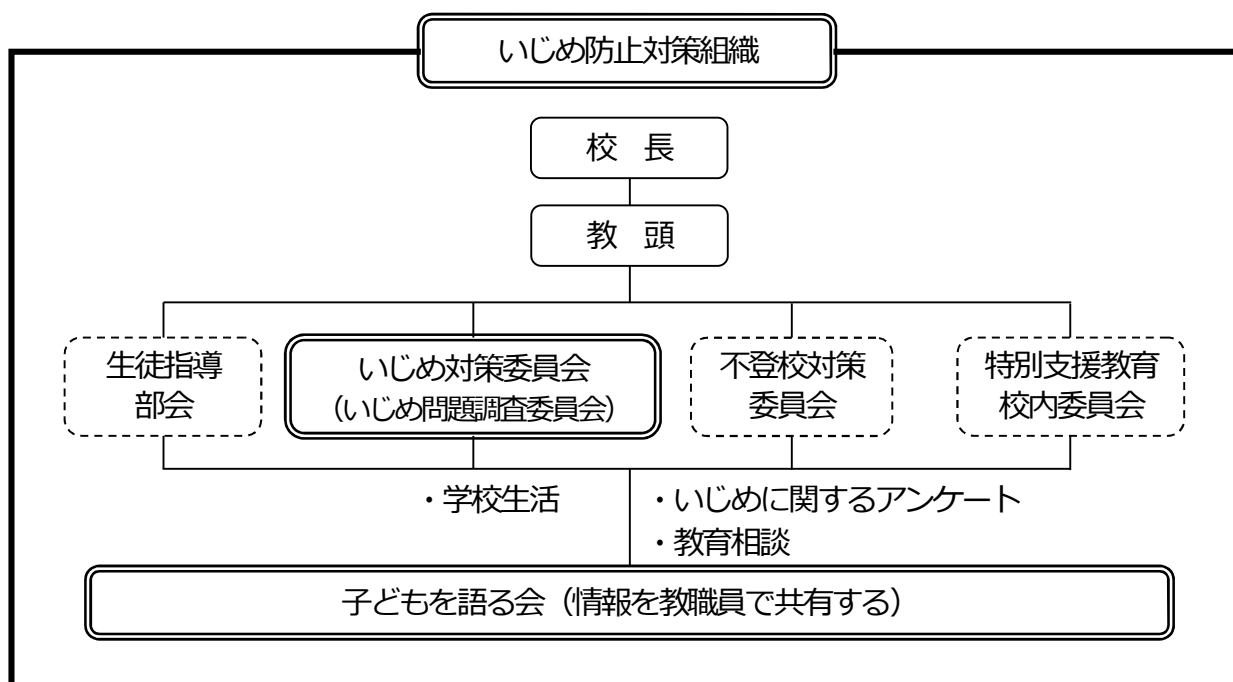 いじめ防止対策組織
校　長
教　頭
生徒指導
部会
いじめ対策委員会
（いじめ問題調査委員会）
不登校対策
委員会
特別支援教育
校内委員会
・学校生活
・いじめに関するアンケート
・教育相談
子どもを語る会（情報を教職員で共有する）